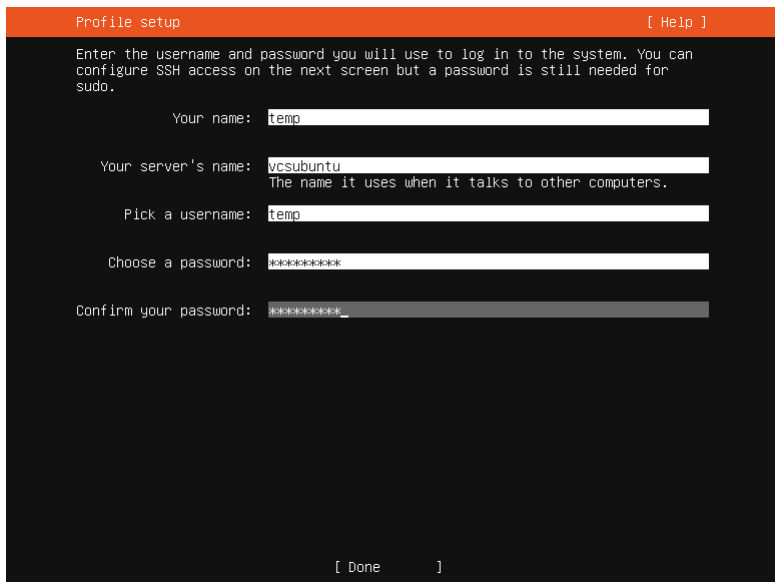 Profile setup [ Help ]
Enter the username and password you will use to log in to the system. You can
configure SSH access on the next screen but a password is still needed for
sudo.
Your name: temp
Your server's name: vcsubuntu
The name it uses when it talks to other computers.
Pick a username: temp
Choose a password: *********
Confirm your password: *********_
[ Done ]